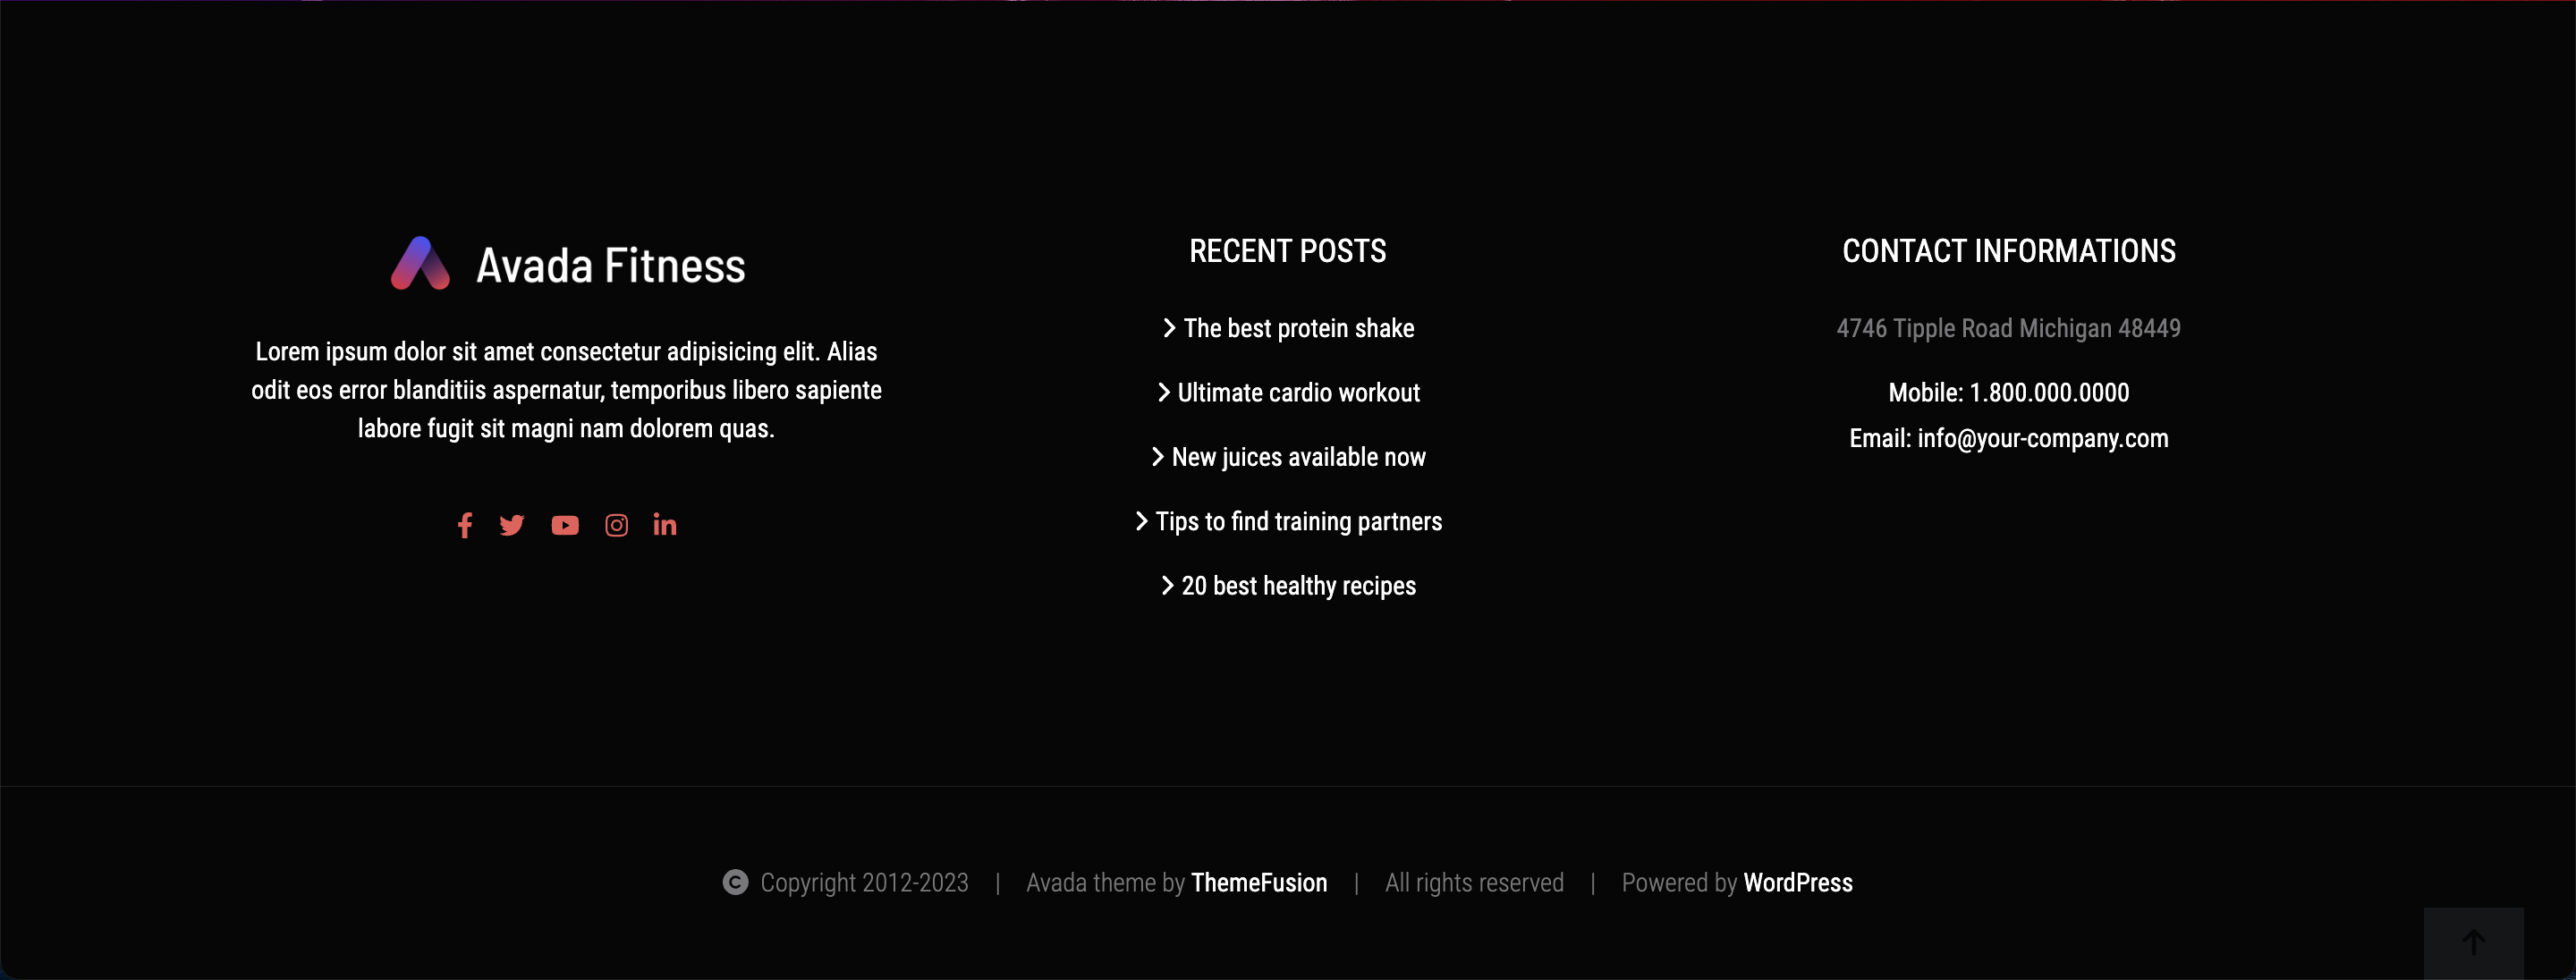 Avada Fitness
Lorem ipsum dolor sit amet consectetur adipisicing elit. Alias
odit eos error blanditiis aspernatur, temporibus libero sapiente
labore fugit sit magni nam dolorem quas.
RECENT POSTS
The best protein shake
Ultimate cardio workout
New juices available now
Tips to find training partners
20 best healthy recipes
CONTACT INFORMATIONS
4746 Tipple Road Michigan 48449
Mobile: 1.800.000.0000
Email: info@your-company.com
© Copyright 2012-2023 | Avada theme by ThemeFusion | All rights reserved | Powered by WordPress